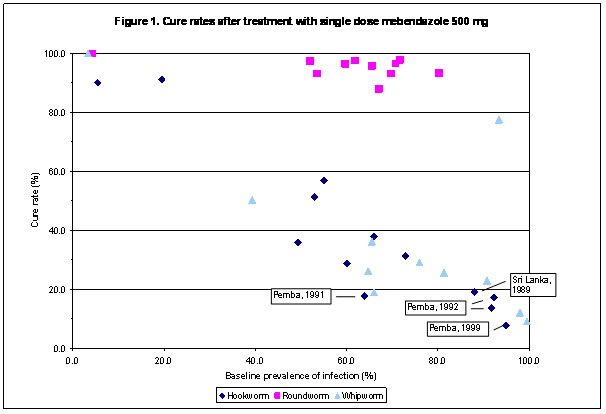 Figure 1. Cure rates after treatment with single dose mebendazole 500 mg
100.0
80.0
60.0
40.0
20.0
0.0
Cure rate (%)
Pemba, 1991
Sri Lanka,
1989
Pemba, 1992
Pemba, 1999
0.0 20.0 40.0 60.0 80.0 100.0
Baseline prevalence of infection (%)
Hookworm Roundworm Whipworm